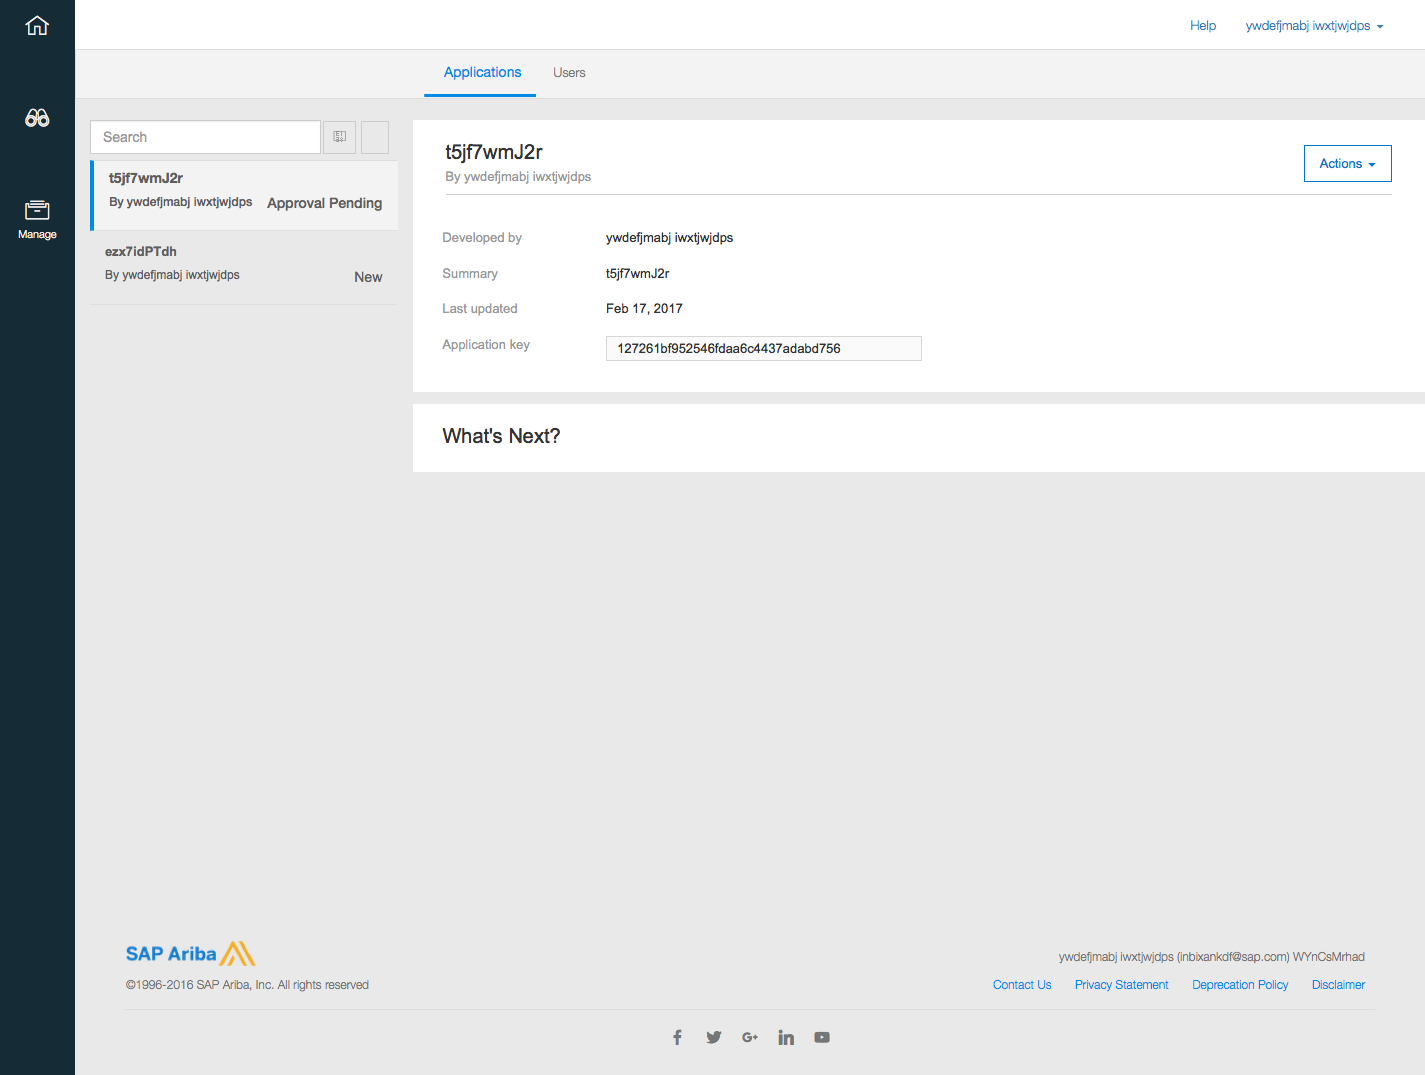 Help
ywdefjmabj iwxtjwjdps
Applications
Users
Manage
Search
t5jf7wmJ2r
By ywdefjmabj iwxtjwjdps
Approval Pending
ezx7idPTdh
By ywdefjmabj iwxtjwjdps
New
t5jf7wmJ2r
By ywdefjmabj iwxtjwjdps
Actions
Developed by
ywdefjmabj iwxtjwjdps
Summary
t5jf7wmJ2r
Last updated
Feb 17, 2017
Application key
127261bf952546fdaa6c4437adabd756
What's Next?
SAP Ariba
©1996-2016 SAP Ariba, Inc. All rights reserved
ywdefjmabj iwxtjwjdps (inbixankdf@sap.com) WYnCsMrhad
Contact Us
Privacy Statement
Deprecation Policy
Disclaimer